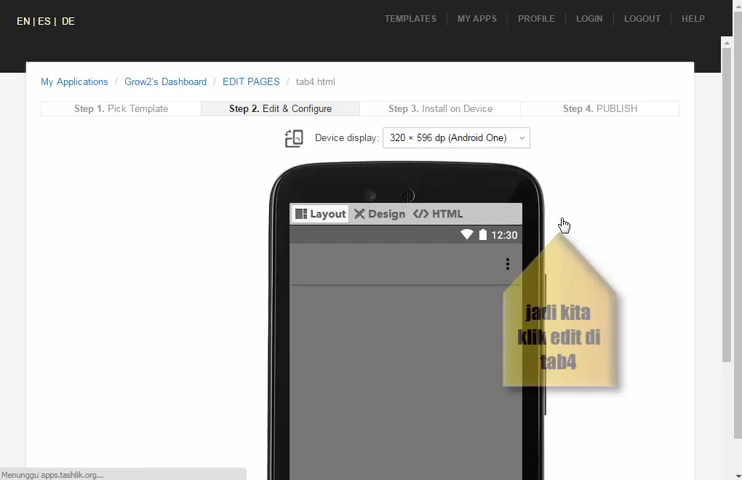 EN | ES | DE
TEMPLATES MY APPS PROFILE LOGIN LOGOUT HELP
My Applications / Grow2's Dashboard / EDIT PAGES / tab4.html
Step 1. Pick Template Step 2. Edit & Configure Step 3. Install on Device Step 4. PUBLISH
Device display: 320 × 596 dp (Android One)
Layout Design </> HTML
12:30
jadi kita
klik edit di
tab4
Menunggu apps.tashlik.org...